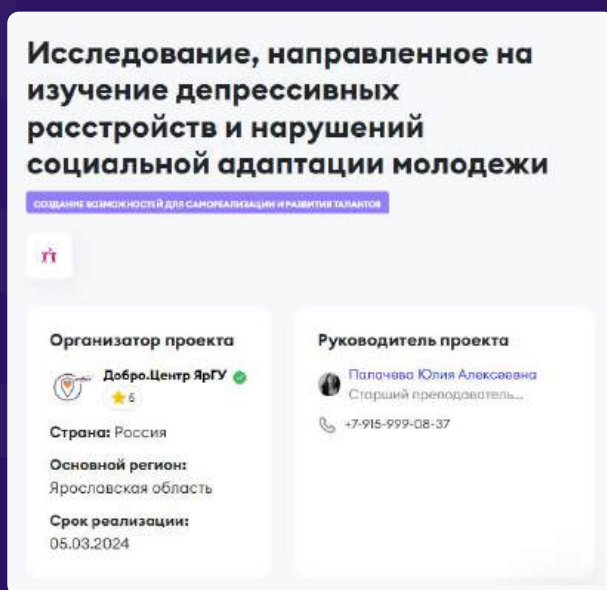 Исследование, направленное на
изучение депрессивных
расстройств и нарушений
социальной адаптации молодежи
СОЗДАНИЕ ВОЗМОЖНОСТЕЙ ДЛЯ САМОРЕАЛИЗАЦИИ И РАЗВИТИЯ ТАЛАНТОВ
Организатор проекта
Добро.Центр ЯрГУ
6
Страна: Россия
Основной регион:
Ярославская область
Срок реализации:
05.03.2024
Руководитель проекта
Палачева Юлия Алексеевна
Старший преподаватель...
+7-915-999-08-37